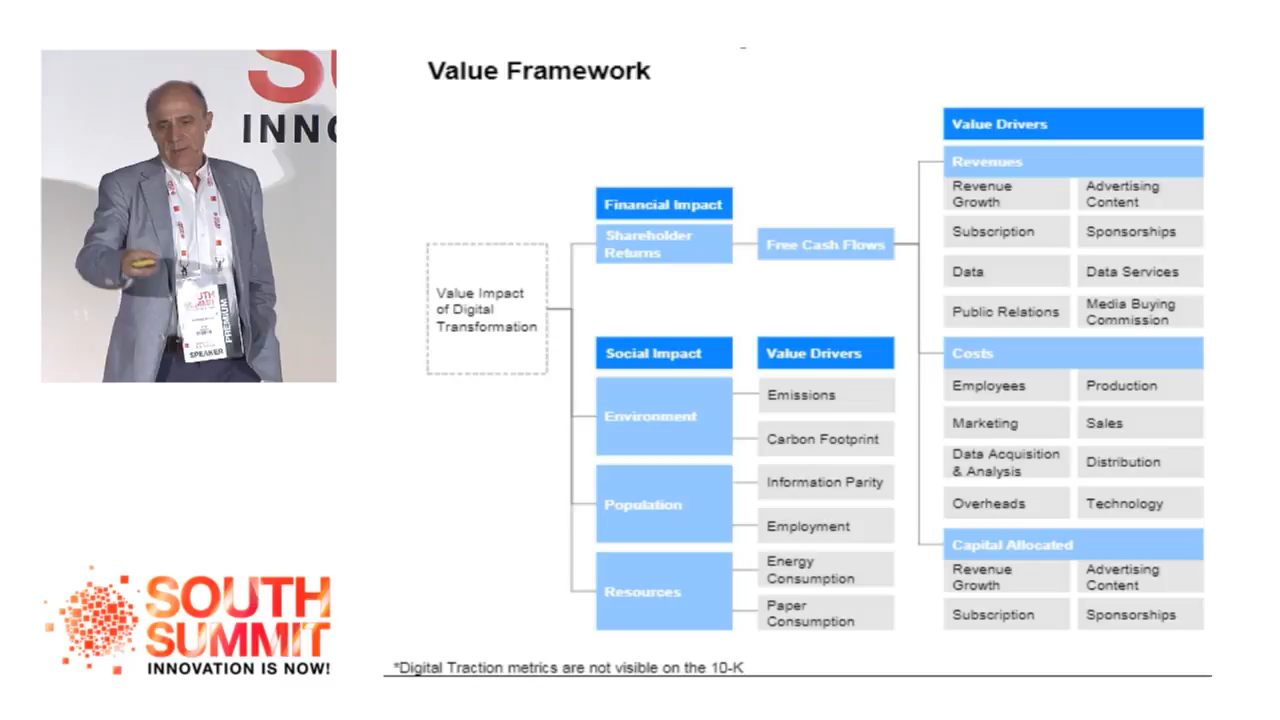 INNO
SOUTH
SUMMIT
PREMIUM
SPEAKER
SOUTH
SUMMIT
INNOVATION IS NOW!
Value Framework
Value Impact
of Digital
Transformation
Financial Impact
Shareholder
Returns
Free Cash Flows
Social Impact
Value Drivers
Environment
Emissions
Carbon Footprint
Population
Information Parity
Employment
Resources
Energy
Consumption
Paper
Consumption
Value Drivers
Revenues
Revenue
Growth
Advertising
Content
Subscription
Sponsorships
Data
Data Services
Public Relations
Media Buying
Commission
Costs
Employees
Production
Marketing
Sales
Data Acquisition
& Analysis
Distribution
Overheads
Technology
Capital Allocated
Revenue
Growth
Advertising
Content
Subscription
Sponsorships
*Digital Traction metrics are not visible on the 10-K